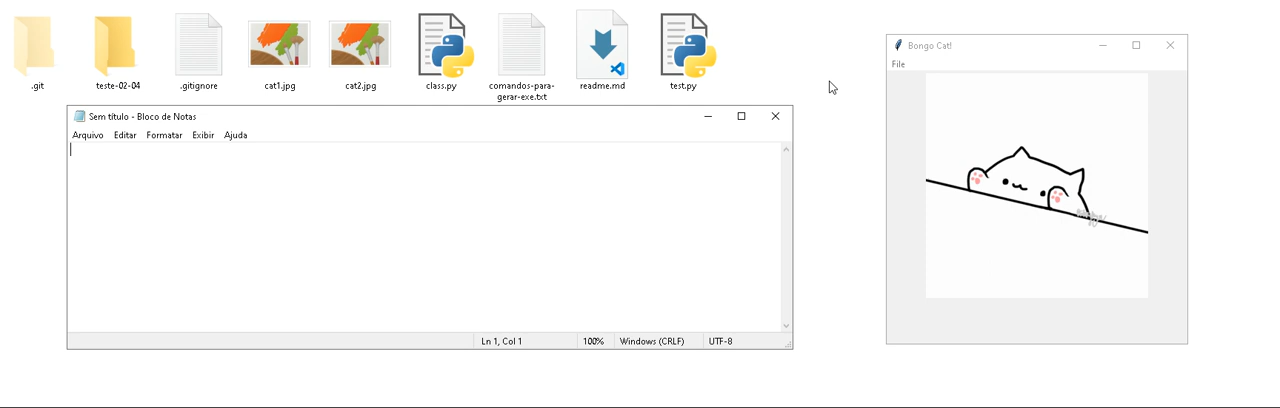 .git
teste-02-04
.gitignore
cat1.jpg
cat2.jpg
class.py
comandos-para-
gerar-exe.txt
readme.md
test.py
Sem título - Bloco de Notas
Arquivo Editar Formatar Exibir Ajuda
Ln 1, Col 1 100% Windows (CRLF) UTF-8
Bongo Cat!
File